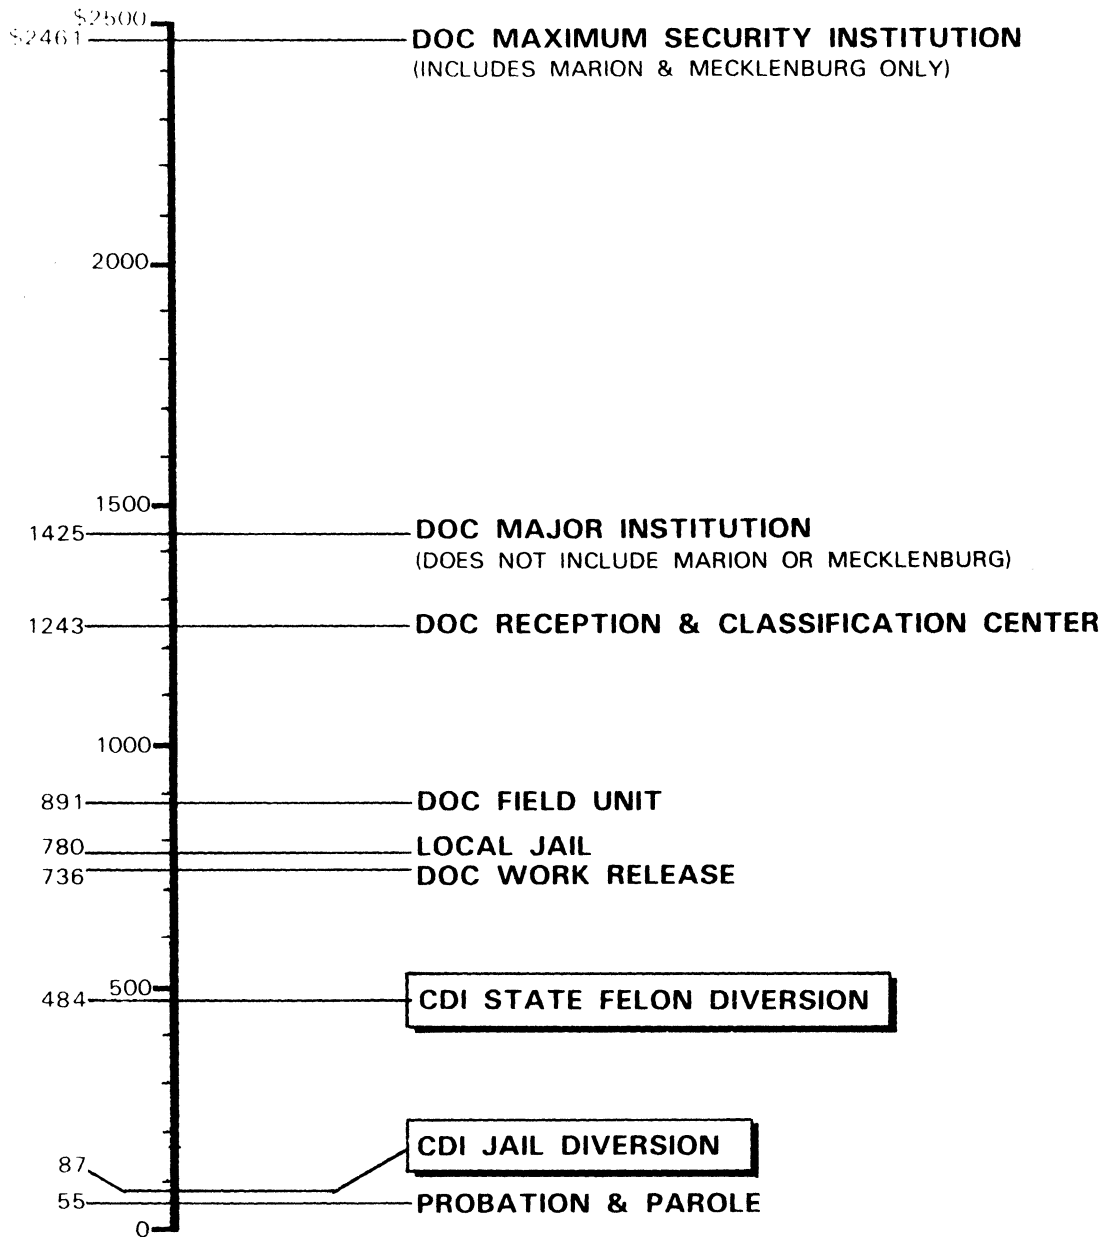 $2500
$2461 DOC MAXIMUM SECURITY INSTITUTION
(INCLUDES MARION & MECKLENBURG ONLY)
2000
1500
1425 DOC MAJOR INSTITUTION
(DOES NOT INCLUDE MARION OR MECKLENBURG)
1243 DOC RECEPTION & CLASSIFICATION CENTER
1000
891 DOC FIELD UNIT
780 LOCAL JAIL
736 DOC WORK RELEASE
500
484 CDI STATE FELON DIVERSION
87 CDI JAIL DIVERSION
55 PROBATION & PAROLE
0